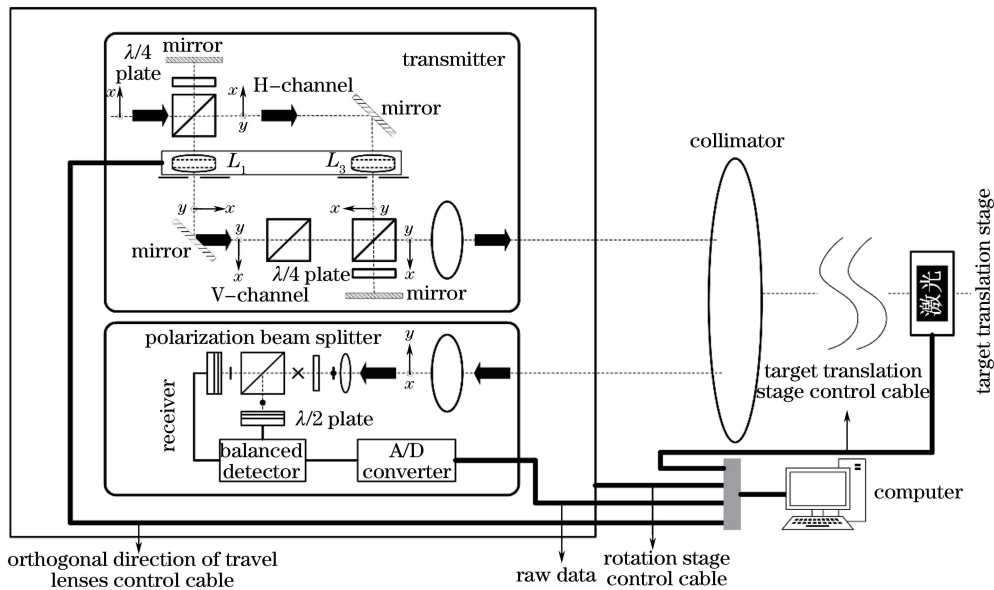 mirror
λ/4
plate
transmitter
H-channel
x
x
y
mirror
L₁
L₃
collimator
y
x
x
y
mirror
y
x
λ/4 plate
y
x
V-channel
mirror
激光
target translation stage
polarization beam splitter
y
x
receiver
λ/2 plate
balanced
detector
A/D
converter
target translation
stage control cable
computer
orthogonal direction of travel
lenses control cable
raw data
rotation stage
control cable